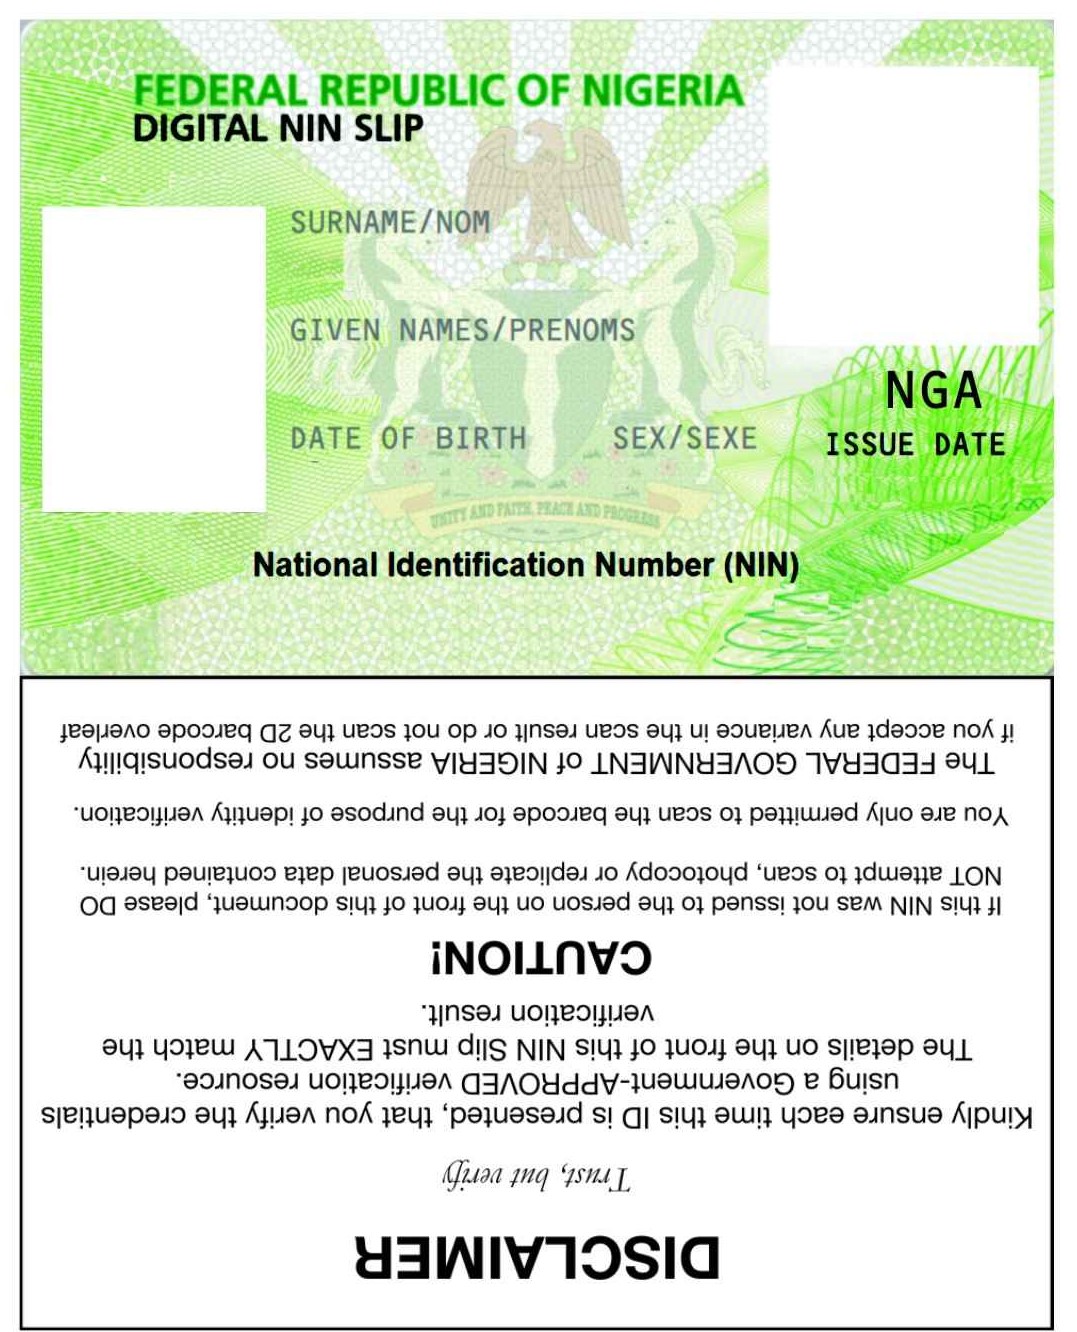 FEDERAL REPUBLIC OF NIGERIA
DIGITAL NIN SLIP
SURNAME/NOM
GIVEN NAMES/PRENOMS
DATE OF BIRTH SEX/SEXE
NGA
ISSUE DATE
UNITY AND FAITH, PEACE AND PROGRESS
National Identification Number (NIN)
DISCLAIMER
Trust, but verify
Kindly ensure each time this ID is presented, that you verify the credentials
using a Government-APPROVED verification resource.
The details on the front of this NIN Slip must EXACTLY match the
verification result.
CAUTION!
If this NIN was not issued to the person on the front of this document, please DO
NOT attempt to scan, photocopy or replicate the personal data contained herein.
You are only permitted to scan the barcode for the purpose of identity verification.
The FEDERAL GOVERNMENT of NIGERIA assumes no responsibility
if you accept any variance in the scan result or do not scan the 2D barcode overleaf